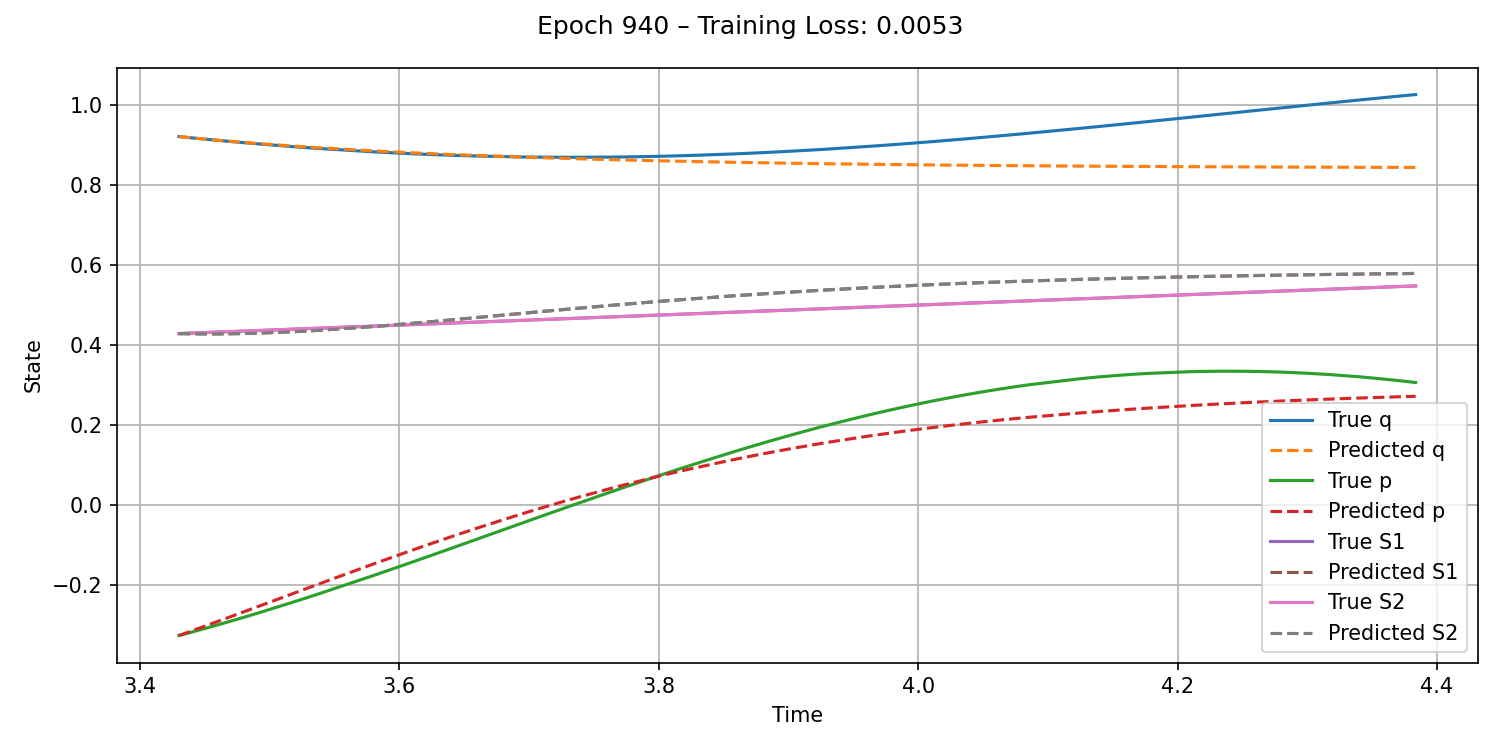 Epoch 940 – Training Loss: 0.0053
1.0
0.8
0.6
0.4
0.2
0.0
−0.2
State
3.4
3.6
3.8
4.0
4.2
4.4
Time
True q
Predicted q
True p
Predicted p
True S1
Predicted S1
True S2
Predicted S2